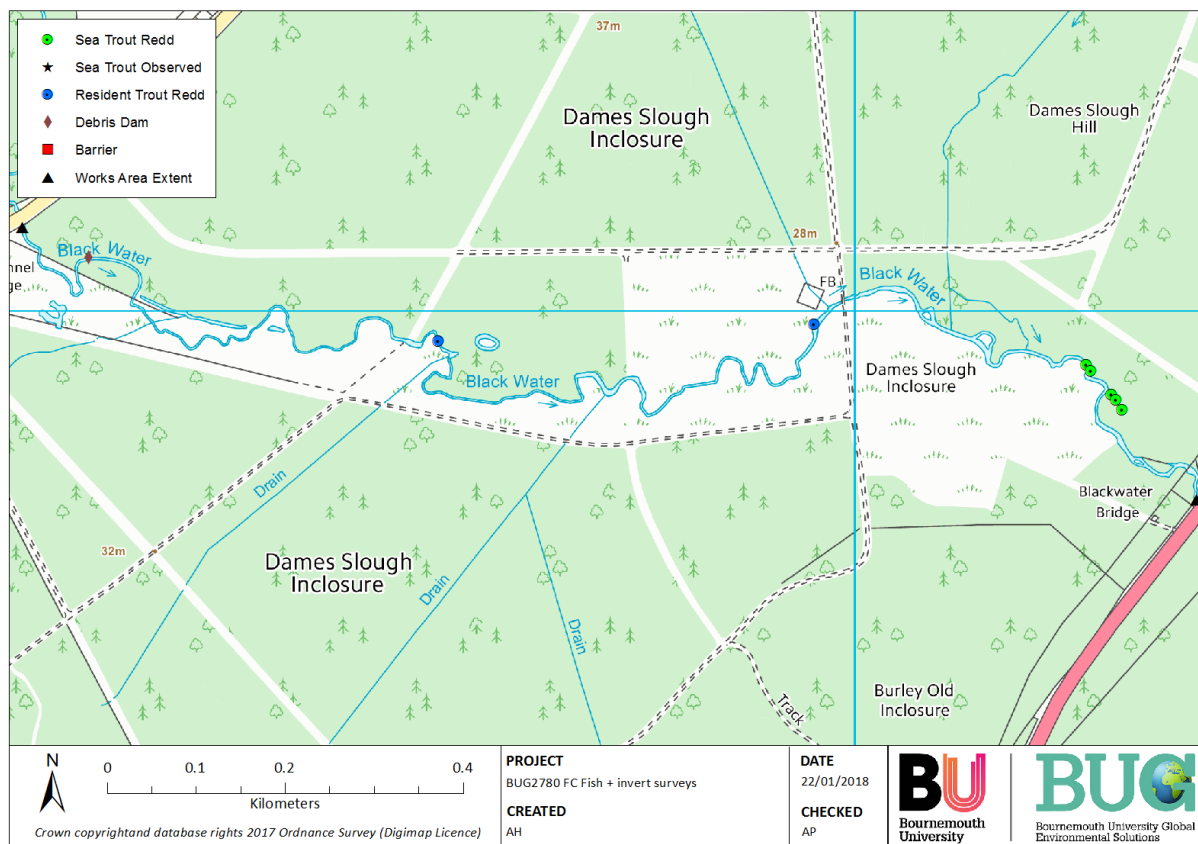 Sea Trout Redd
Sea Trout Observed
Resident Trout Redd
Debris Dam
Barrier
Works Area Extent
37m
Dames Slough
Inclosure
Dames Slough
Hill
Black Water
nnel
ge
28m
FB
Black Water
Black Water
Dames Slough
Inclosure
Drain
Drain
Drain
32m
Dames Slough
Inclosure
Blackwater
Bridge
P
Track
Burley Old
Inclosure
N
0 0.1 0.2 0.4
Kilometers
Crown copyrightand database rights 2017 Ordnance Survey (Digimap Licence)
PROJECT
BUG2780 FC Fish + invert surveys
CREATED
AH
DATE
22/01/2018
CHECKED
AP
BU
Bournemouth
University
BUG
Bournemouth University Global
Environmental Solutions